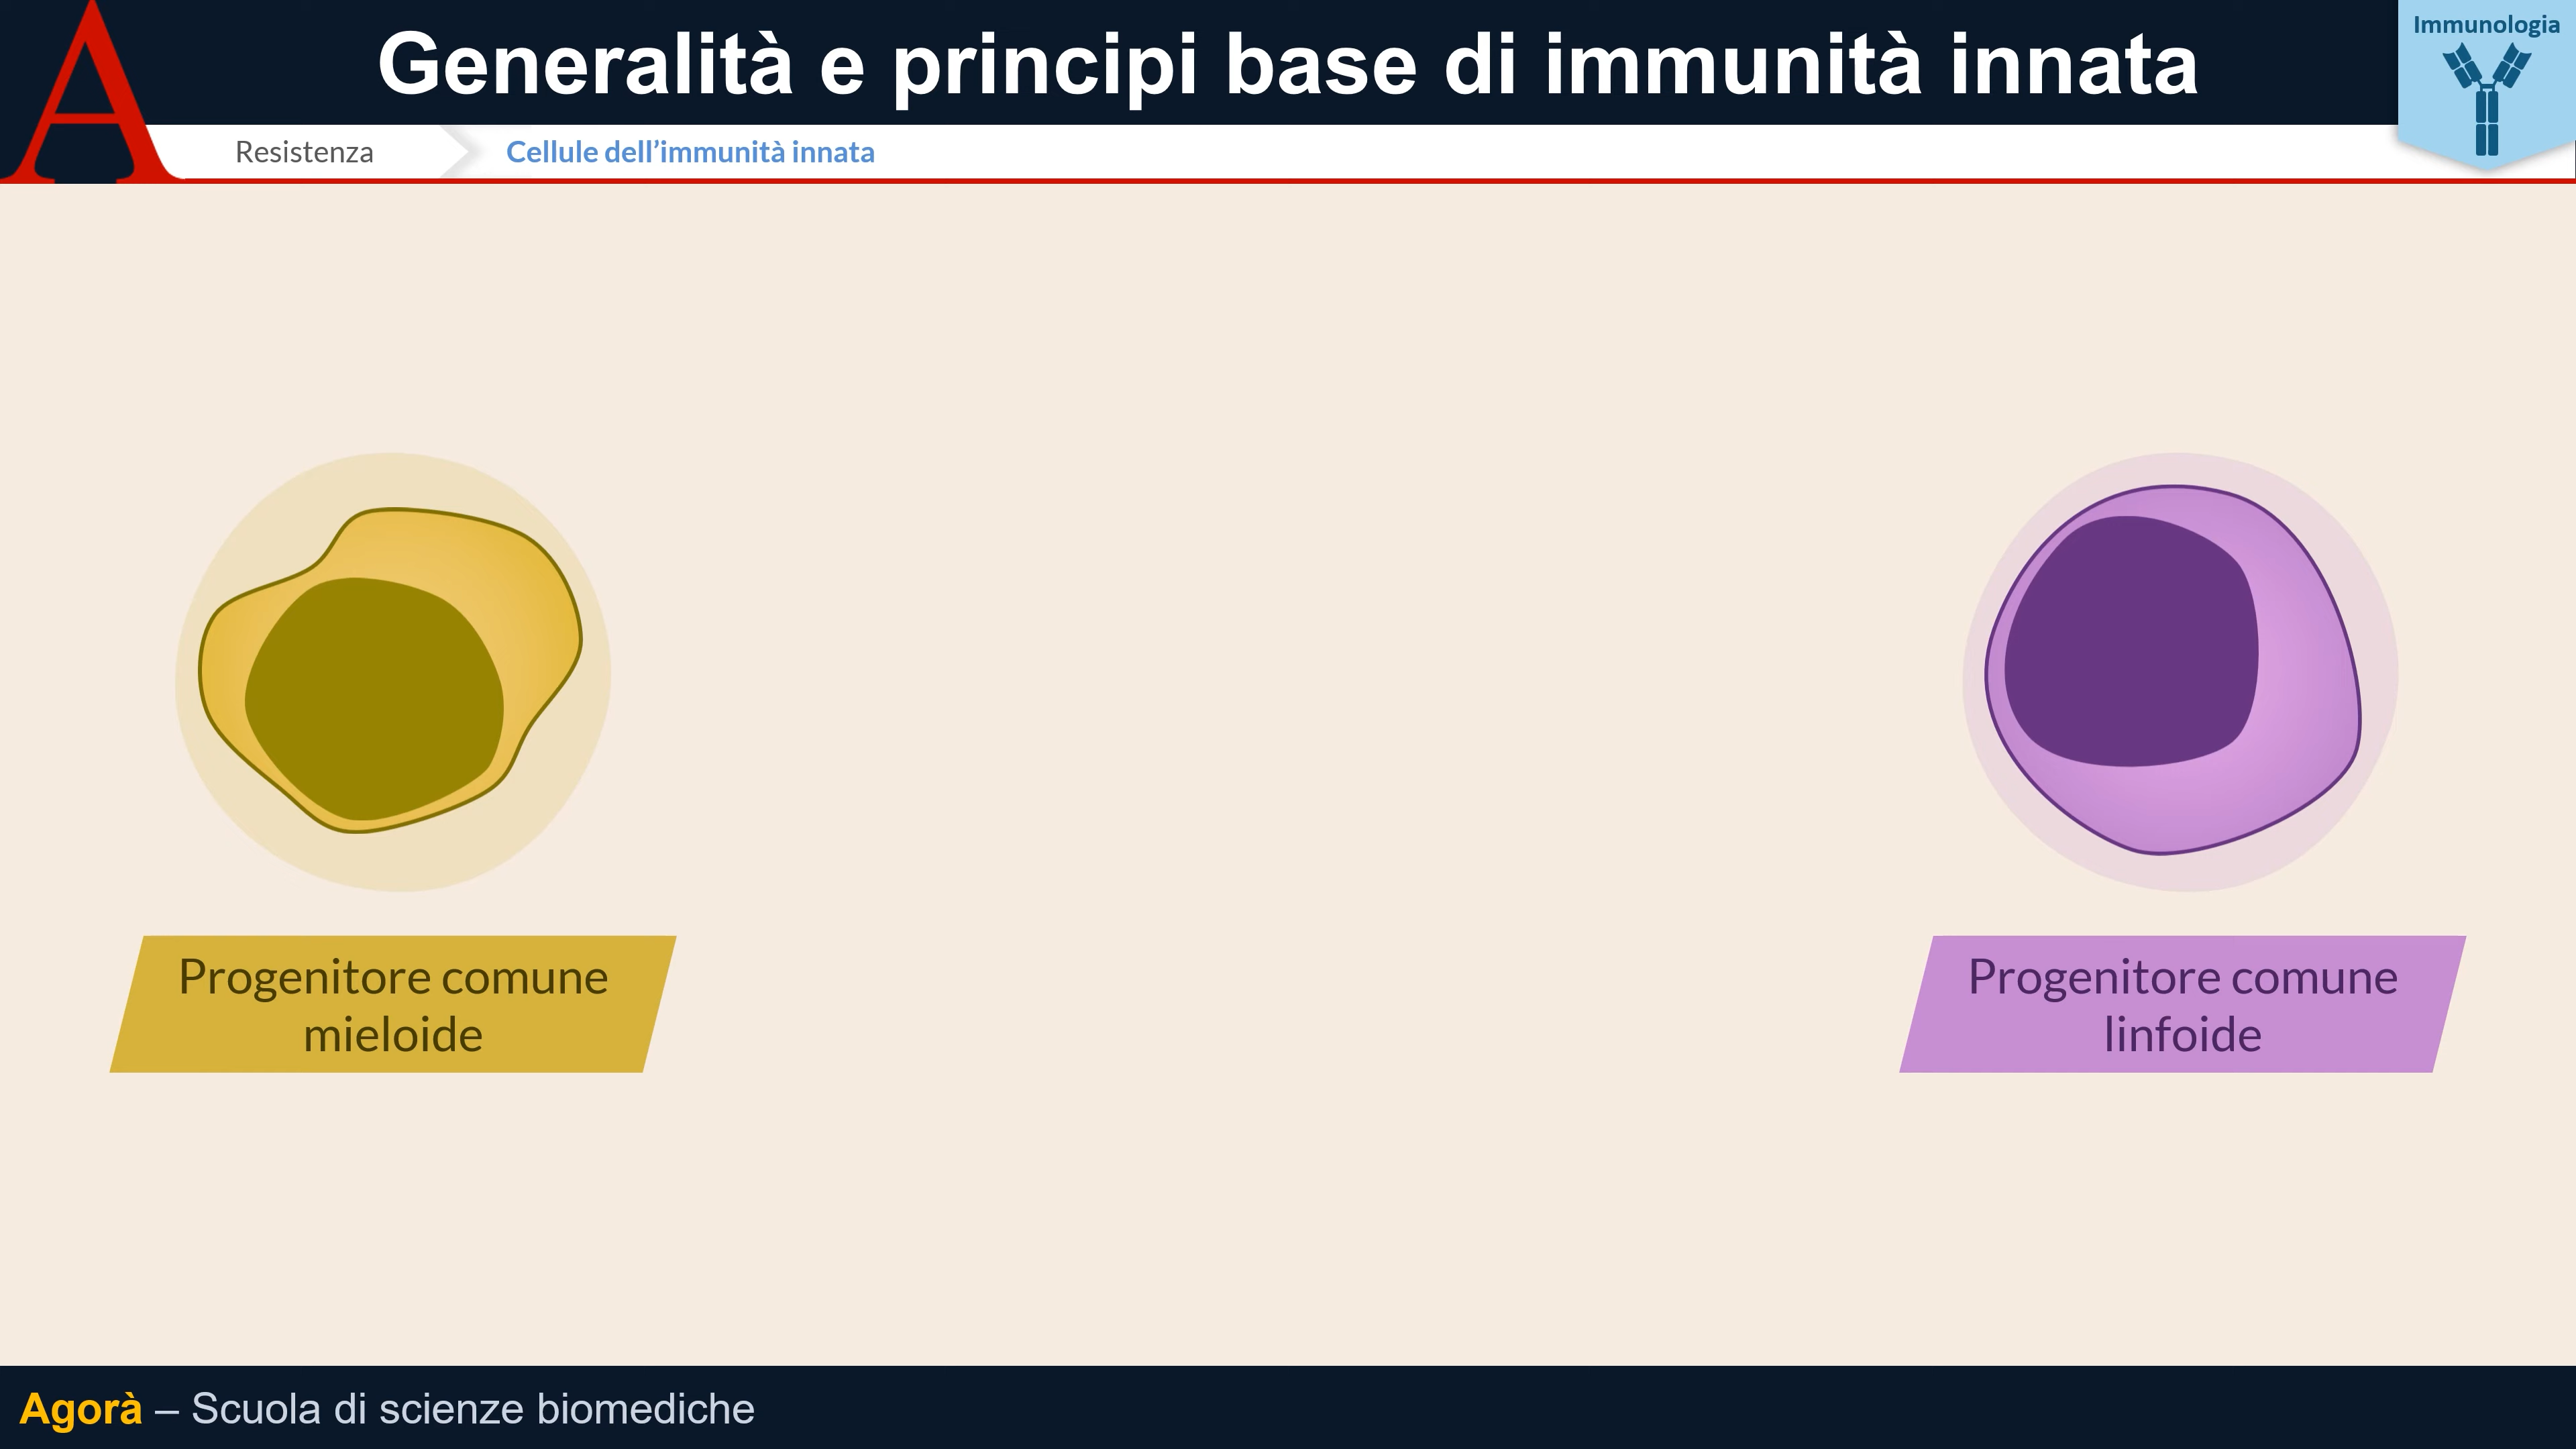 A
Generalità e principi base di immunità innata
Immunologia
Resistenza
Cellule dell’immunità innata
Progenitore comune
mieloide
Progenitore comune
linfoide
Agorà – Scuola di scienze biomediche